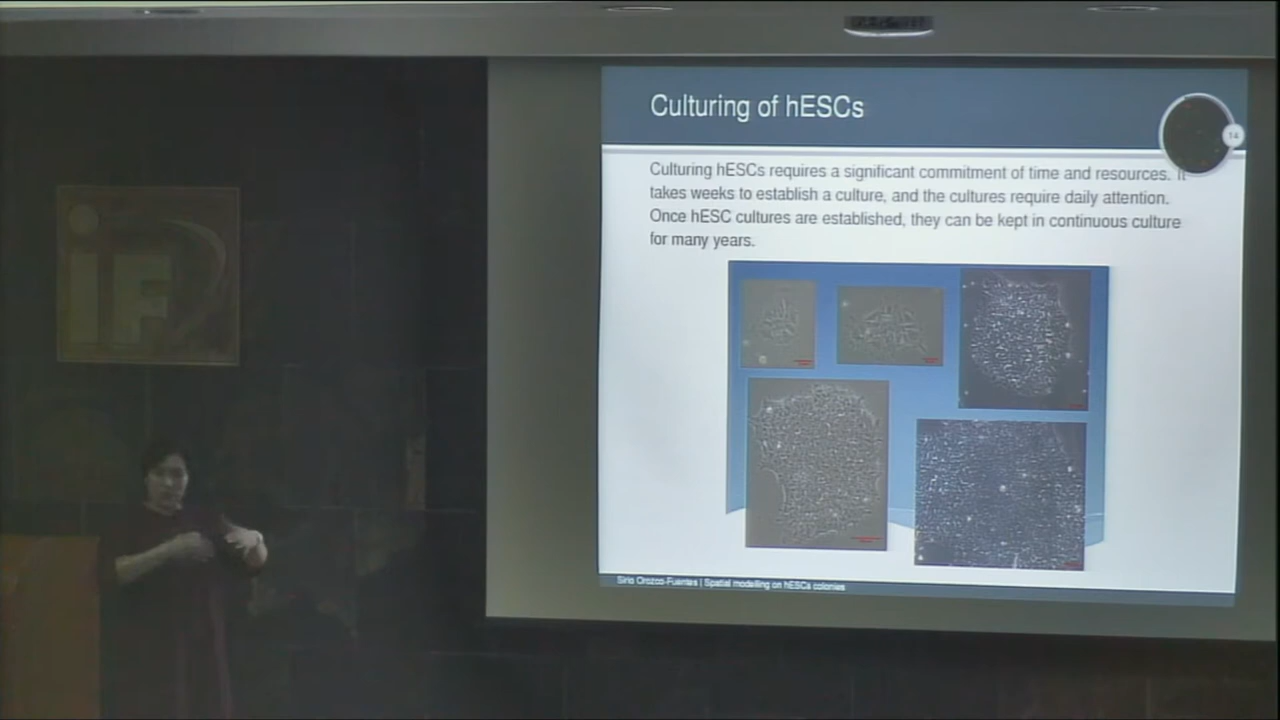 Culturing of hESCs
14
Culturing hESCs requires a significant commitment of time and resources. It
takes weeks to establish a culture, and the cultures require daily attention.
Once hESC cultures are established, they can be kept in continuous culture
for many years.
Sirio Orozco-Fuentes | Spatial modelling on hESCs colonies